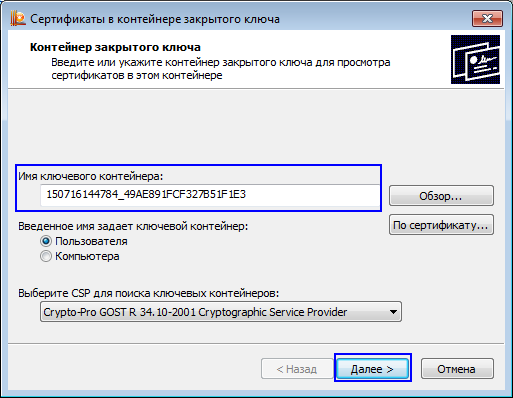 Сертификаты в контейнере закрытого ключа
Контейнер закрытого ключа
Введите или укажите контейнер закрытого ключа для просмотра
сертификатов в этом контейнере
Имя ключевого контейнера:
150716144784_49AE891FCF327B51F1E3
Обзор...
По сертификату...
Введенное имя задает ключевой контейнер:
Пользователя
Компьютера
Выберите CSP для поиска ключевых контейнеров:
Crypto-Pro GOST R 34.10-2001 Cryptographic Service Provider
< Назад
Далее >
Отмена